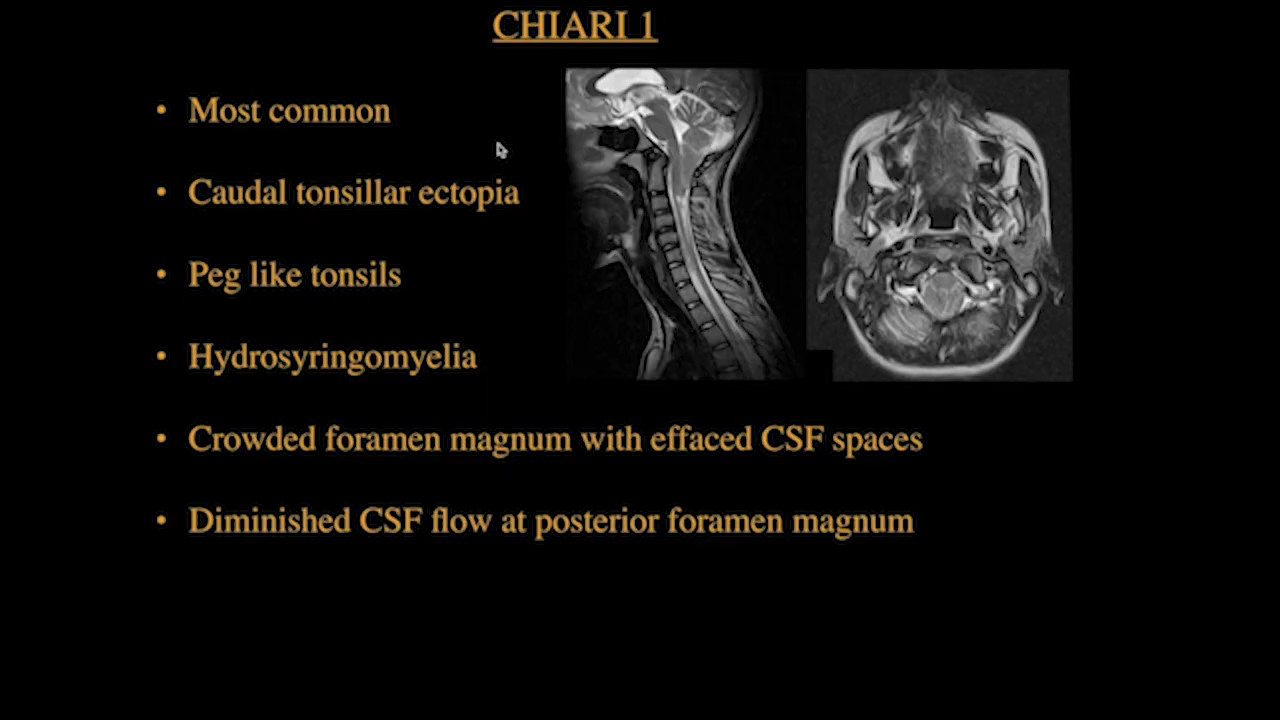 CHIARI 1
• Most common
• Caudal tonsillar ectopia
• Peg like tonsils
• Hydrosyringomyelia
• Crowded foramen magnum with effaced CSF spaces
• Diminished CSF flow at posterior foramen magnum